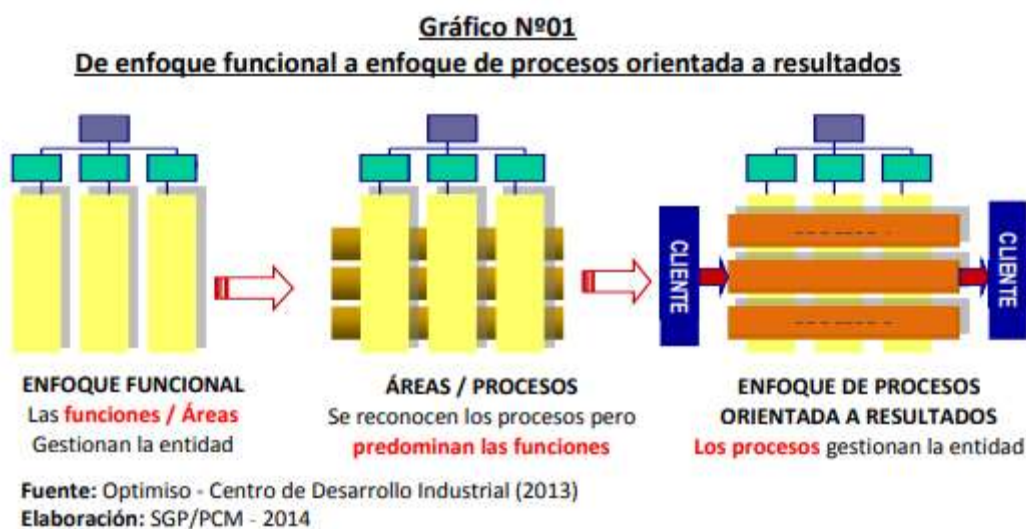 Gráfico Nº01
De enfoque funcional a enfoque de procesos orientada a resultados
CLIENTE
CLIENTE
ENFOQUE FUNCIONAL
Las funciones / Áreas
Gestionan la entidad
ÁREAS / PROCESOS
Se reconocen los procesos pero
predominan las funciones
ENFOQUE DE PROCESOS
ORIENTADA A RESULTADOS
Los procesos gestionan la entidad
Fuente: Optimiso - Centro de Desarrollo Industrial (2013)
Elaboración: SGP/PCM - 2014